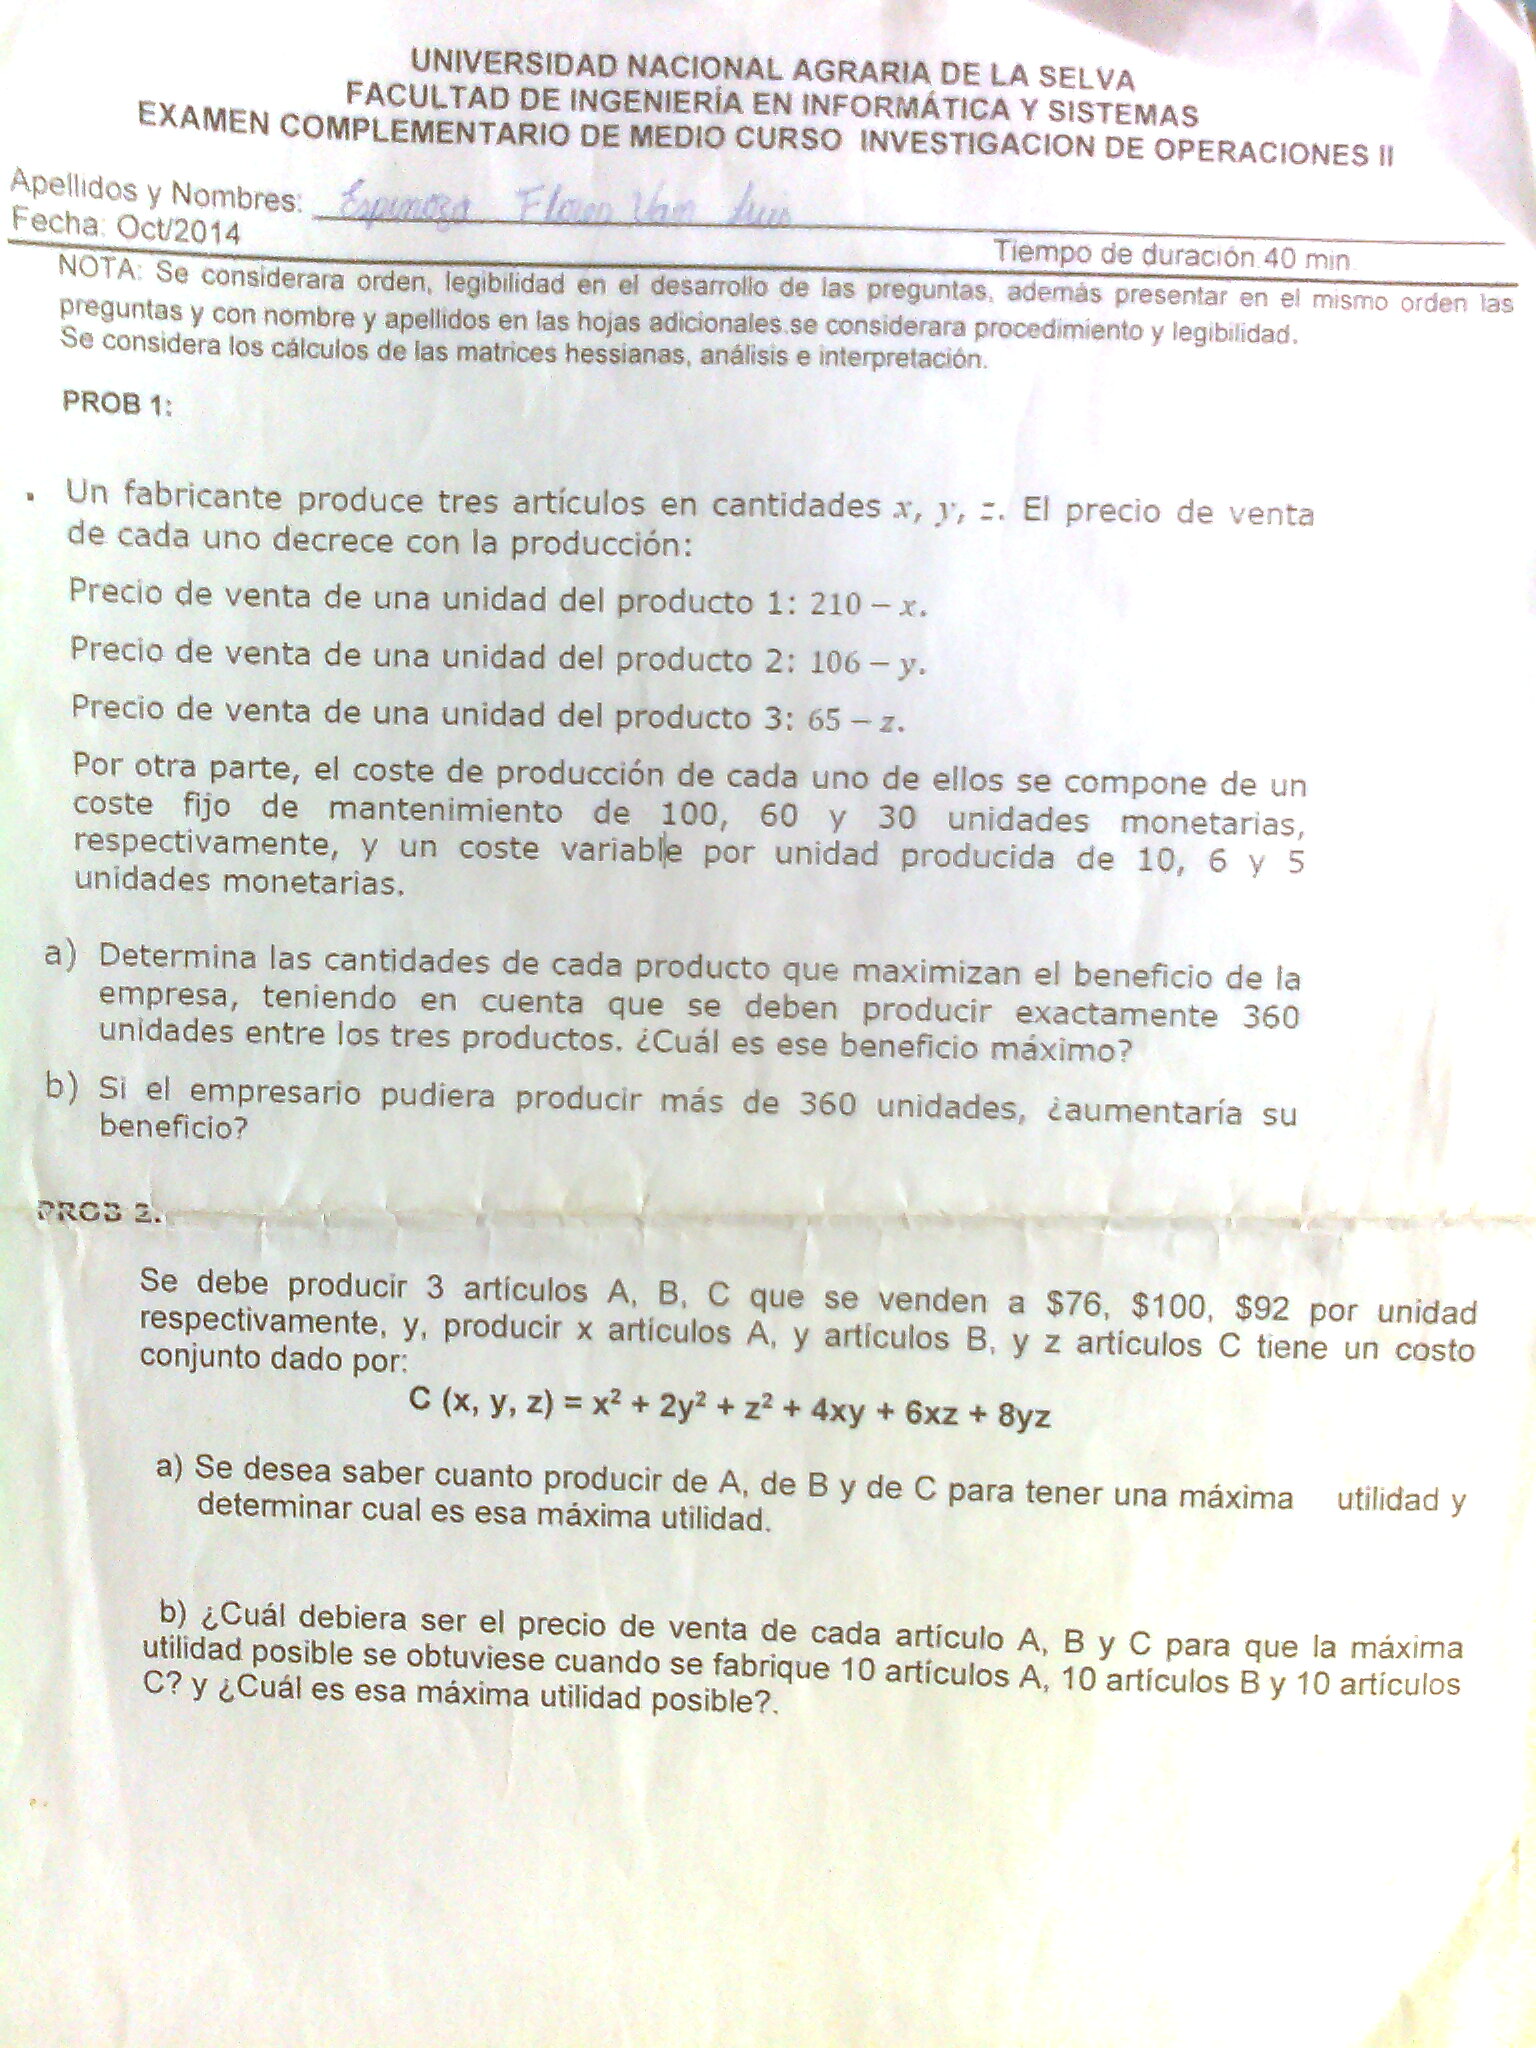 UNIVERSIDAD NACIONAL AGRARIA DE LA SELVA
FACULTAD DE INGENIERÍA EN INFORMÁTICA Y SISTEMAS
EXAMEN COMPLEMENTARIO DE MEDIO CURSO INVESTIGACION DE OPERACIONES II
Apellidos y Nombres: Espinoza Luis
Fecha: Oct/2014
Tiempo de duración.40 min.
NOTA: Se considerara orden, legibilidad en el desarrollo de las preguntas, además presentar en el mismo orden las
preguntas y con nombre y apellidos en las hojas adicionales.se considerara procedimiento y legibilidad.
Se considera los cálculos de las matrices hessianas, análisis e interpretación.
PROB 1:
. Un fabricante produce tres artículos en cantidades x, y, z. El precio de venta
de cada uno decrece con la producción:
Precio de venta de una unidad del producto 1: 210 – x.
Precio de venta de una unidad del producto 2: 106 – y.
Precio de venta de una unidad del producto 3: 65 – z.
Por otra parte, el coste de producción de cada uno de ellos se compone de un
coste fijo de mantenimiento de 100, 60 y 30 unidades monetarias,
respectivamente, y un coste variable por unidad producida de 10, 6 y 5
unidades monetarias.
a) Determina las cantidades de cada producto que maximizan el beneficio de la
empresa, teniendo en cuenta que se deben producir exactamente 360
unidades entre los tres productos. ¿Cuál es ese beneficio máximo?
b) Si el empresario pudiera producir más de 360 unidades, ¿aumentaría su
beneficio?
PROB 2.
Se debe producir 3 artículos A, B, C que se venden a $76, $100, $92 por unidad
respectivamente, y, producir x artículos A, y artículos B, y z artículos C tiene un costo
conjunto dado por:
C (x, y, z) = x² + 2y² + z² + 4xy + 6xz + 8yz
a) Se desea saber cuanto producir de A, de B y de C para tener una máxima utilidad y
determinar cual es esa máxima utilidad.
b) ¿Cuál debiera ser el precio de venta de cada artículo A, B y C para que la máxima
utilidad posible se obtuviese cuando se fabrique 10 artículos A, 10 artículos B y 10 artículos
C? y ¿Cuál es esa máxima utilidad posible?.